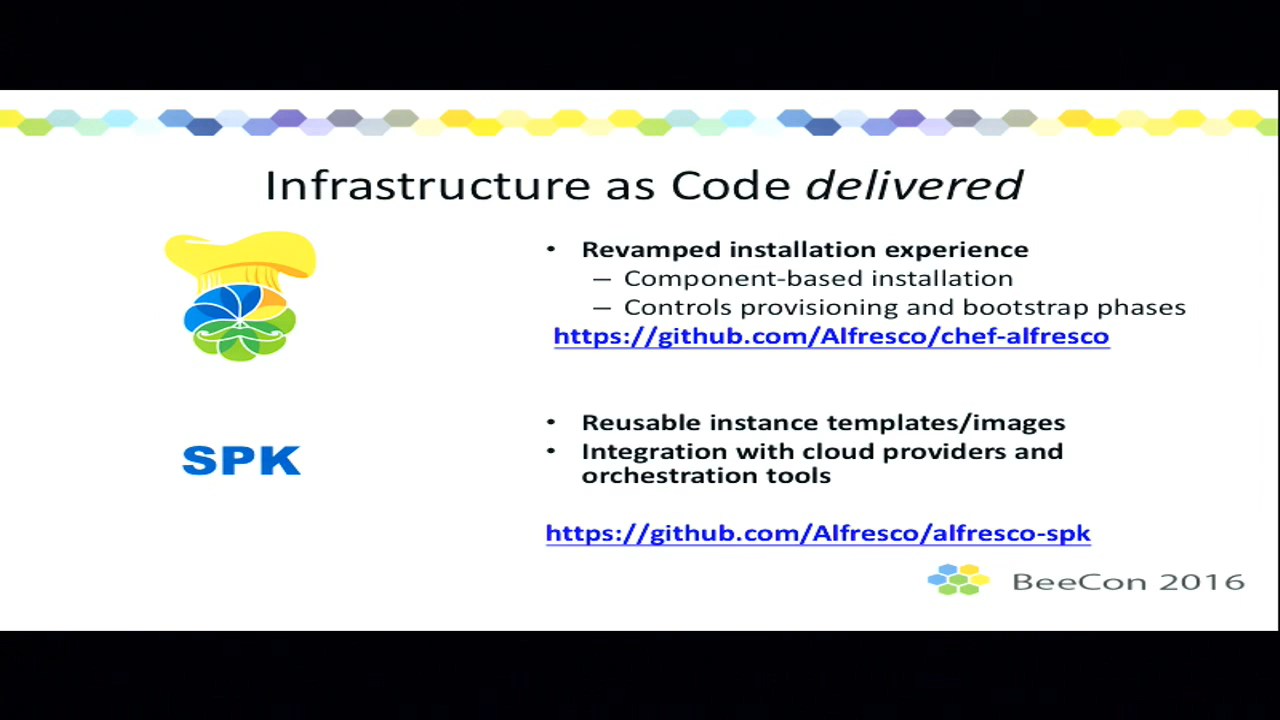 Infrastructure as Code delivered
• Revamped installation experience
– Component-based installation
– Controls provisioning and bootstrap phases
https://github.com/Alfresco/chef-alfresco
SPK
• Reusable instance templates/images
• Integration with cloud providers and
orchestration tools
https://github.com/Alfresco/alfresco-spk
BeeCon 2016